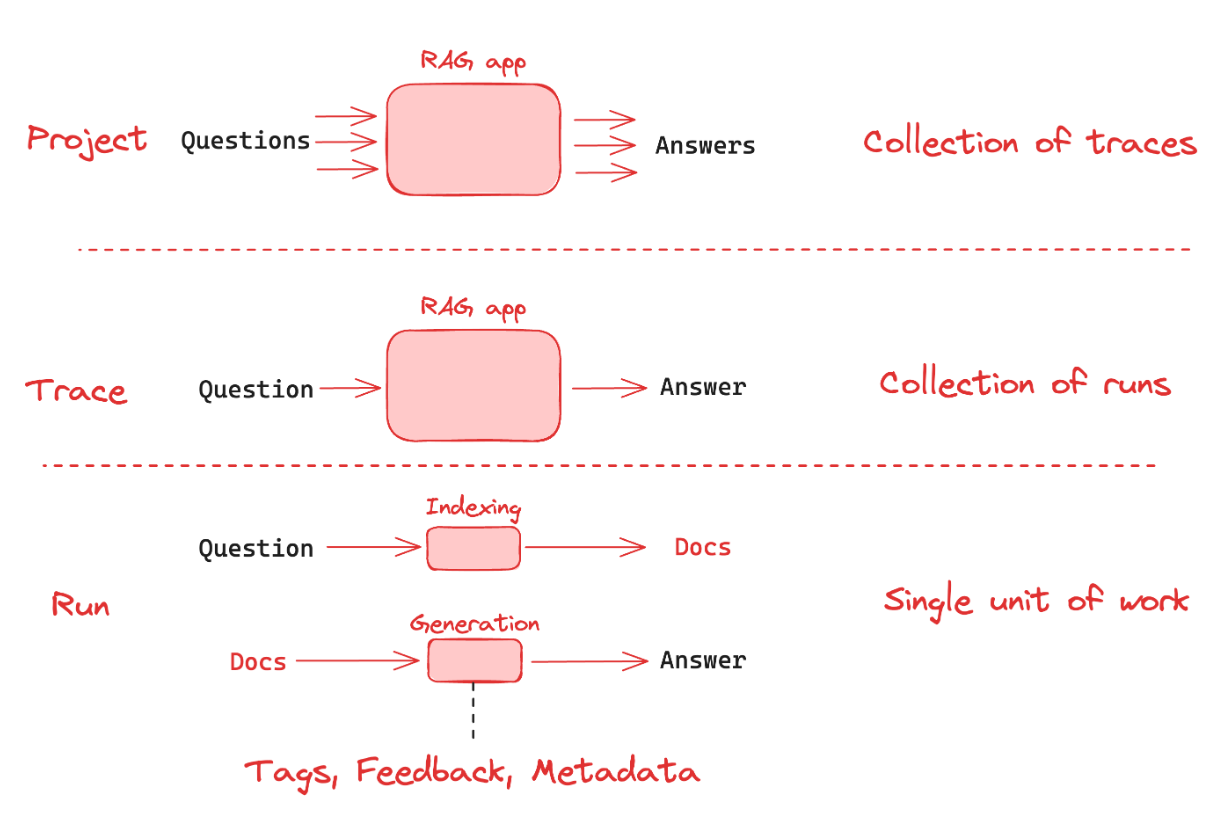 RAG app
Project Questions Answers Collection of traces
RAG app
Trace Question Answer Collection of runs
Indexing
Question Docs
Run Single unit of work
Generation
Docs Answer
Tags, Feedback, Metadata